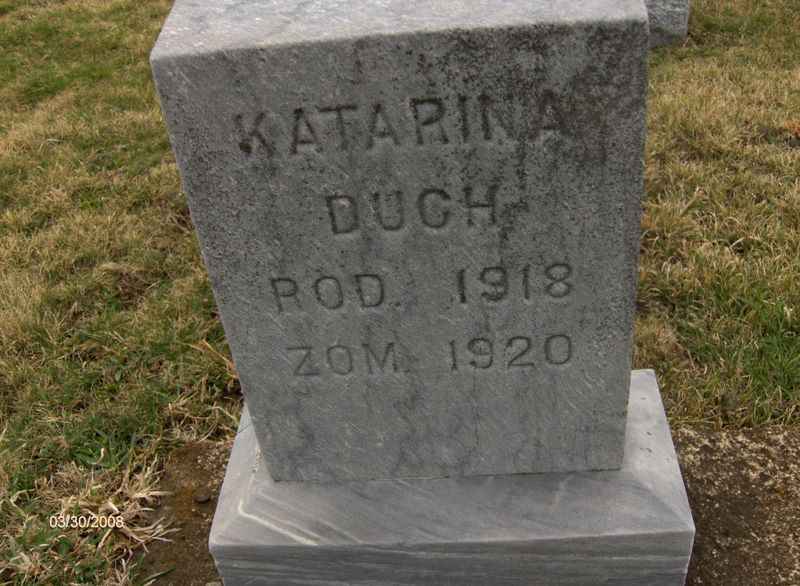 KATARINA
DUCH
ROD. 1918
ZOM. 1920
03/30/2008